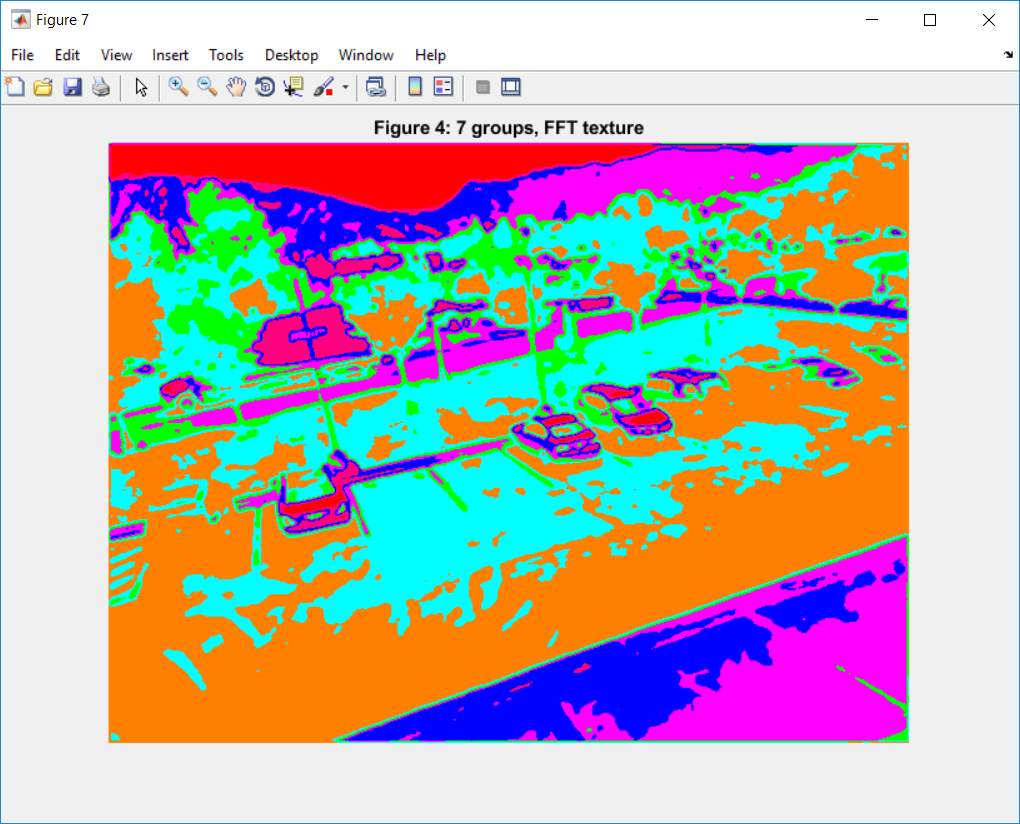 Figure 7
File Edit View Insert Tools Desktop Window Help
Figure 4: 7 groups, FFT texture